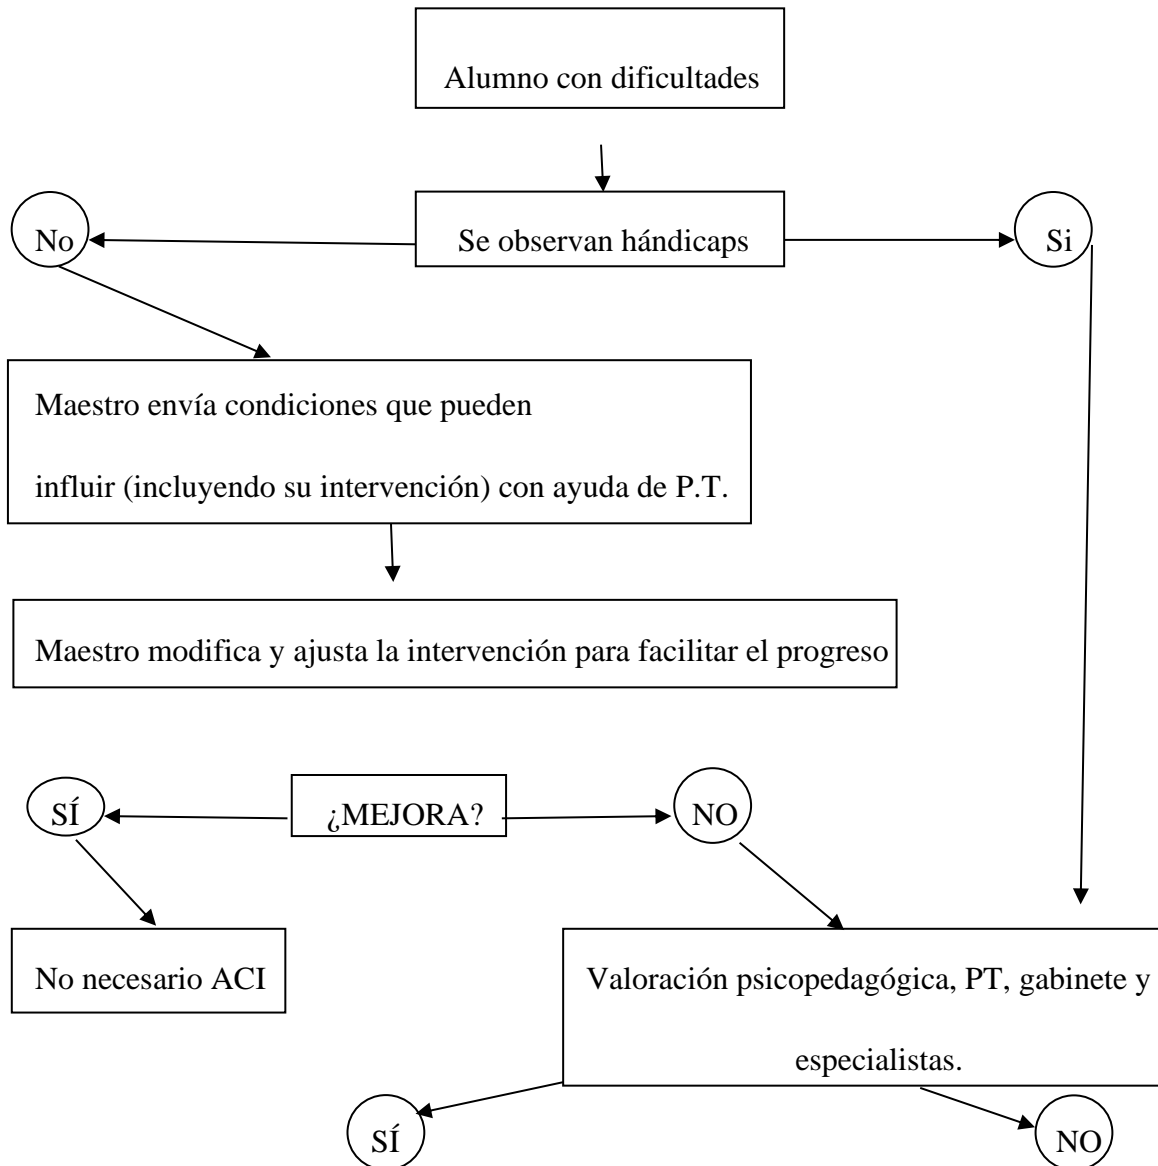 Alumno con dificultades
No
Se observan hándicaps
Si
Maestro envía condiciones que pueden
influir (incluyendo su intervención) con ayuda de P.T.
Maestro modifica y ajusta la intervención para facilitar el progreso
SÍ
¿MEJORA?
NO
No necesario ACI
Valoración psicopedagógica, PT, gabinete y
especialistas.
SÍ
NO